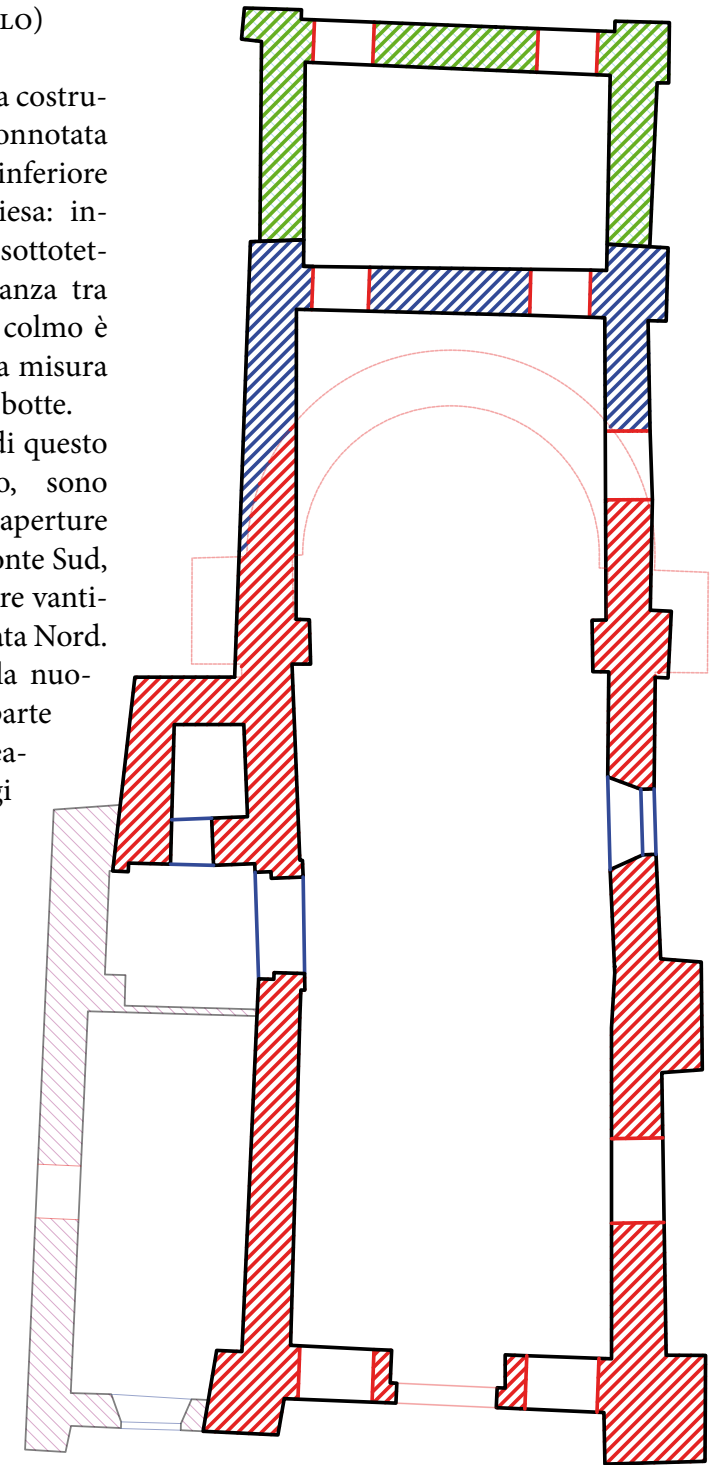 LO)
a costru-
onnotata
inferiore
iesa: in-
sottotet-
anza tra
colmo è
a misura
botte.
di questo
o, sono
aperture
onte Sud,
re vanti-
ata Nord.
la nuo-
parte
ea-
gi